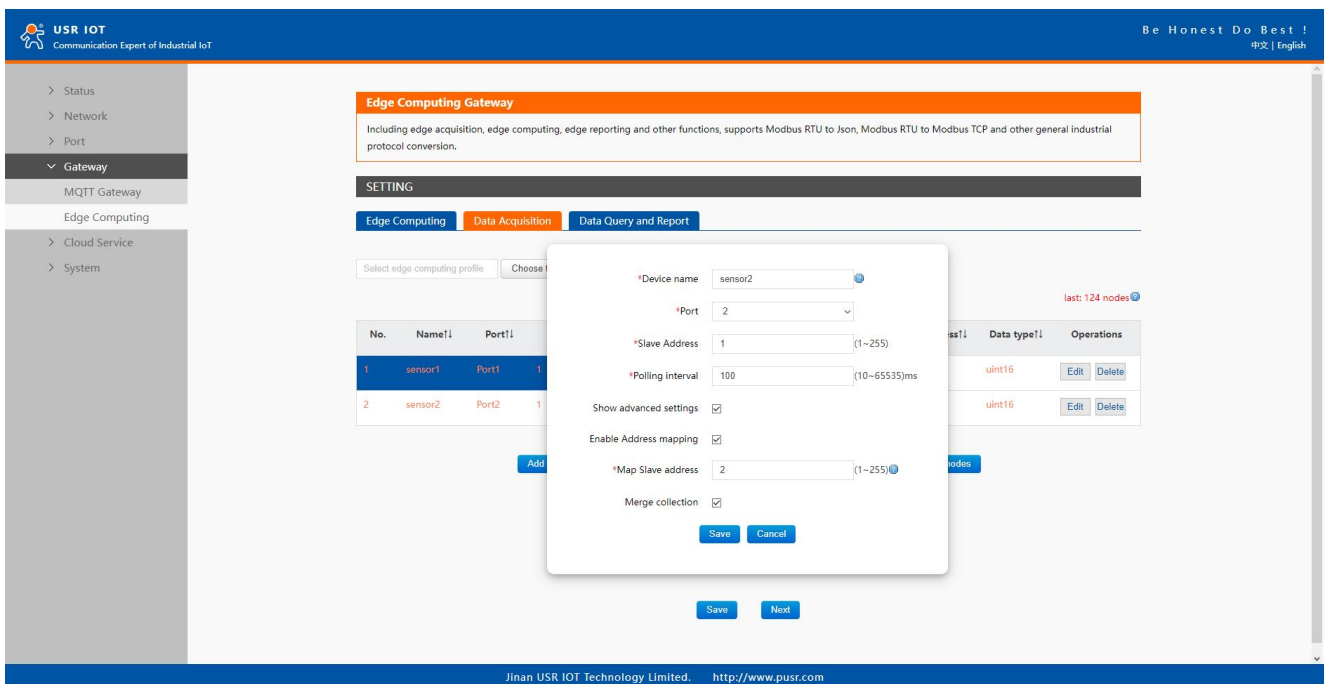 USR IOT
Communication Expert of Industrial IoT
Be Honest Do Best !
中文 | English
Status
Network
Port
Gateway
MQTT Gateway
Edge Computing
Cloud Service
System
Edge Computing Gateway
Including edge acquisition, edge computing, edge reporting and other functions, supports Modbus RTU to Json, Modbus RTU to Modbus TCP and other general industrial
protocol conversion.
SETTING
Edge Computing Data Acquisition Data Query and Report
Select edge computing profile Choose
last: 124 nodes
No. Name↑↓ Port↑↓ ss↑↓ Data type↑↓ Operations
1 sensor1 Port1 1 uint16 Edit Delete
2 sensor2 Port2 1 uint16 Edit Delete
Add odes
*Device name sensor2
*Port 2
*Slave Address 1 (1~255)
*Polling interval 100 (10~65535)ms
Show advanced settings
Enable Address mapping
*Map Slave address 2 (1~255)
Merge collection
Save Cancel
Save Next
Jinan USR IOT Technology Limited. http://www.pusr.com